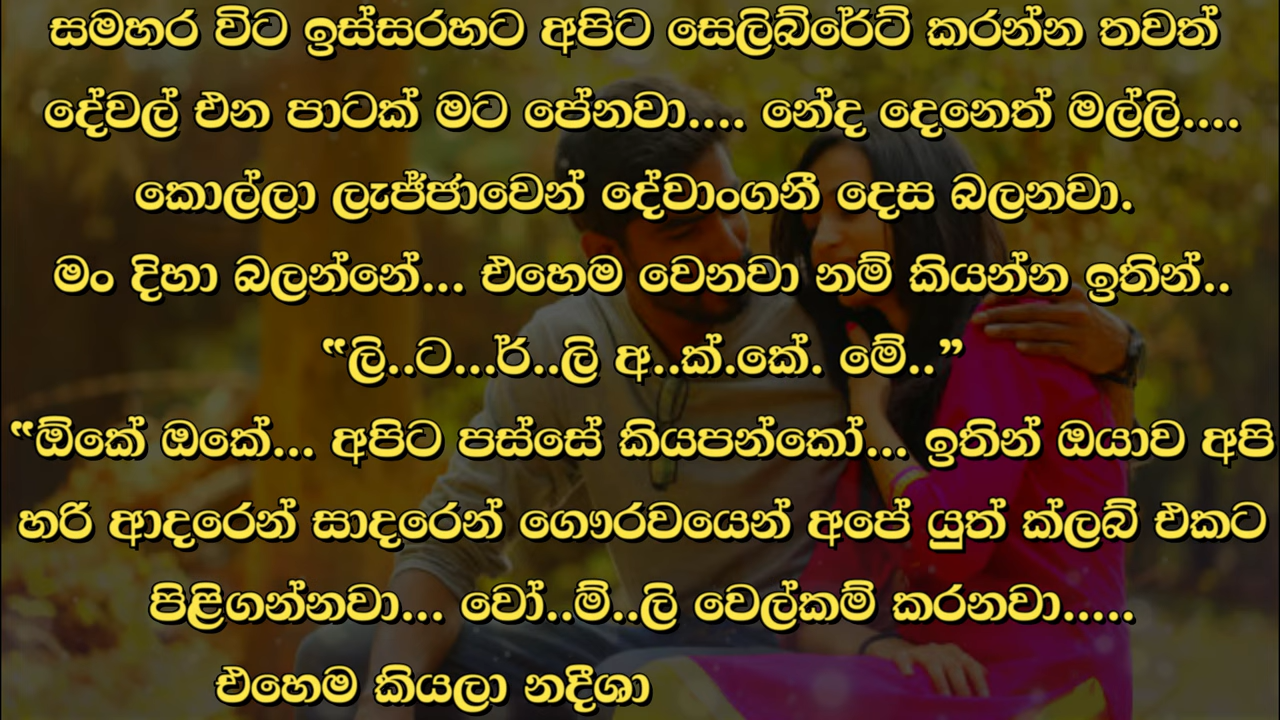 සමහර විට ඉස්සරහට අපිට සෙලිබ්රේට් කරන්න තවත්
දේවල් එන පාටක් මට පේනවා.... නේද දෙනෙත් මල්ලි....
කොල්ලා ලැජ්ජාවෙන් දේවාංගනී දෙස බලනවා.
මං දිහා බලන්නේ... එහෙම වෙනවා නම් කියන්න ඉතින්..
“ලි..ට...ර්..ලි අ..ක්.කේ. මේ..”
“ඕකේ ඔකේ... අපිට පස්සේ කියපන්කෝ... ඉතින් ඔයාව අපි
හරි ආදරෙන් සාදරෙන් ගෞරවයෙන් අපේ යුත් ක්ලබ් එකට
පිළිගන්නවා... වෝ..ම්..ලි වෙල්කම් කරනවා.....
එහෙම කියලා නදීශා